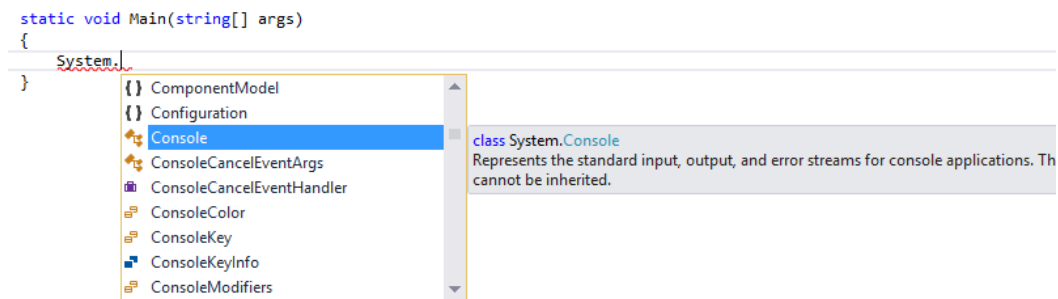 static void Main(string[] args)
{
System.
}
{} ComponentModel
{} Configuration
Console
ConsoleCancelEventArgs
ConsoleCancelEventHandler
ConsoleColor
ConsoleKey
ConsoleKeyInfo
ConsoleModifiers
class System.Console
Represents the standard input, output, and error streams for console applications. Th
cannot be inherited.